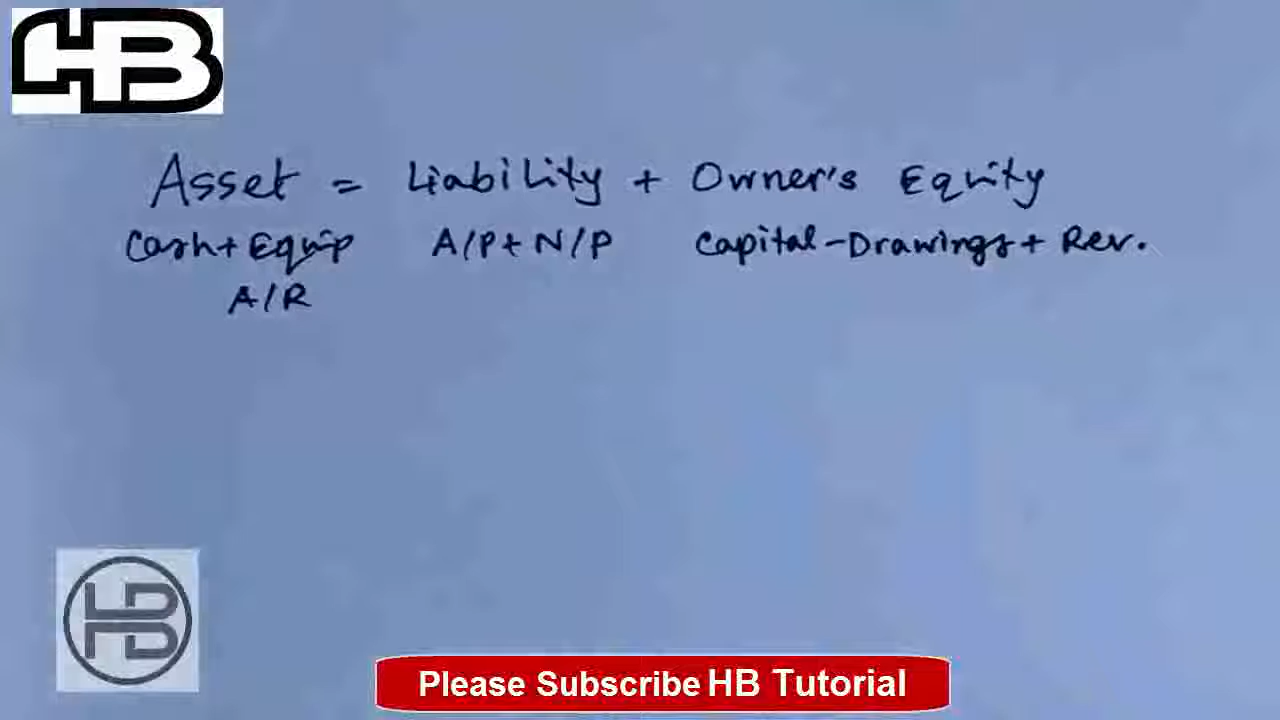 HB
Asset = Liability + Owner's Equity
Cash + Equip A/P + N/P Capital - Drawings + Rev.
A/R
HB
Please Subscribe HB Tutorial